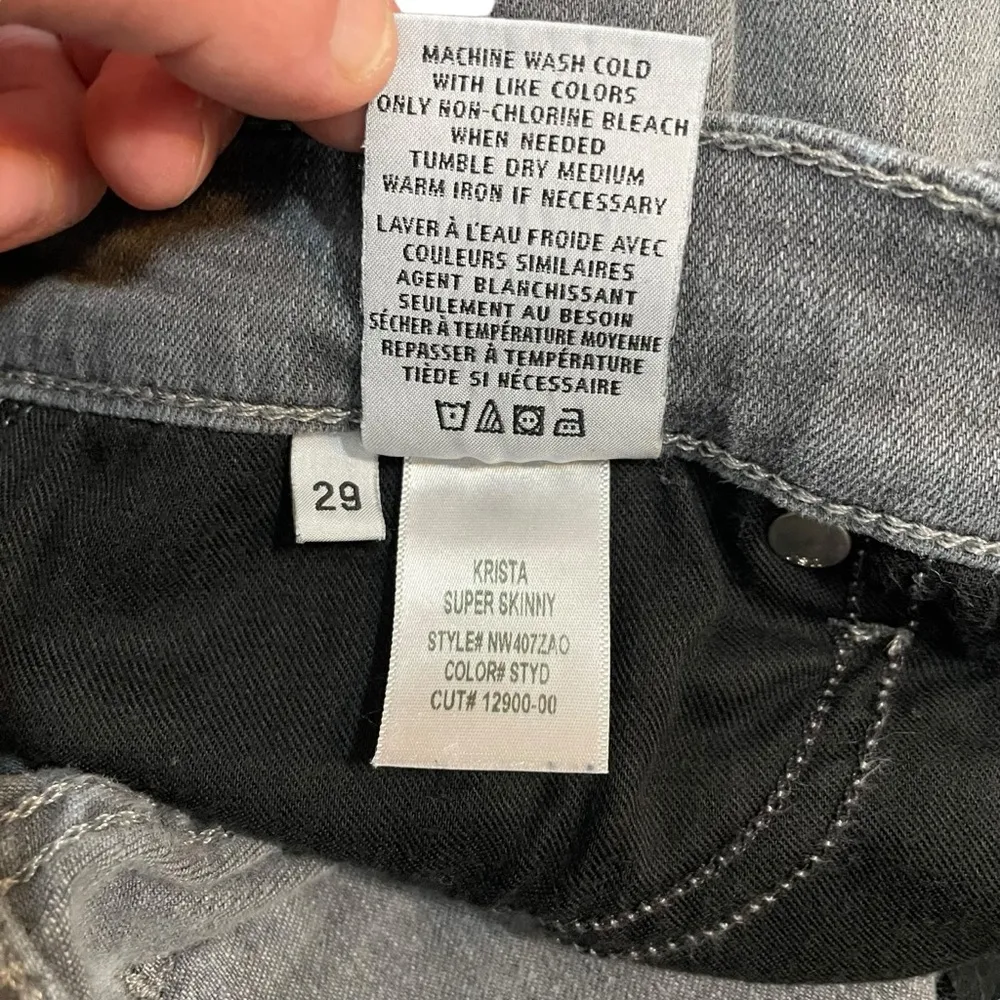 MACHINE WASH COLD
WITH LIKE COLORS
ONLY NON-CHLORINE BLEACH
WHEN NEEDED
TUMBLE DRY MEDIUM
WARM IRON IF NECESSARY
LAVER À L'EAU FROIDE AVEC
COULEURS SIMILAIRES
AGENT BLANCHISSANT
SEULEMENT AU BESOIN
SÉCHER À TEMPÉRATURE MOYENNE
REPASSER À TEMPÉRATURE
TIÈDE SI NÉCESSAIRE
29
KRISTA
SUPER SKINNY
STYLE# NW407ZAO
COLOR# STYD
CUT# 12900-00